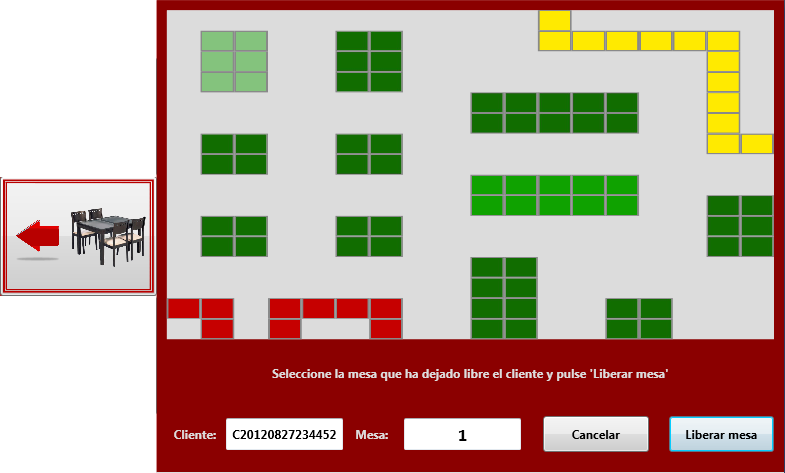 Seleccione la mesa que ha dejado libre el cliente y pulse 'Liberar mesa'
Cliente: C20120827234452 Mesa: 1 Cancelar Liberar mesa